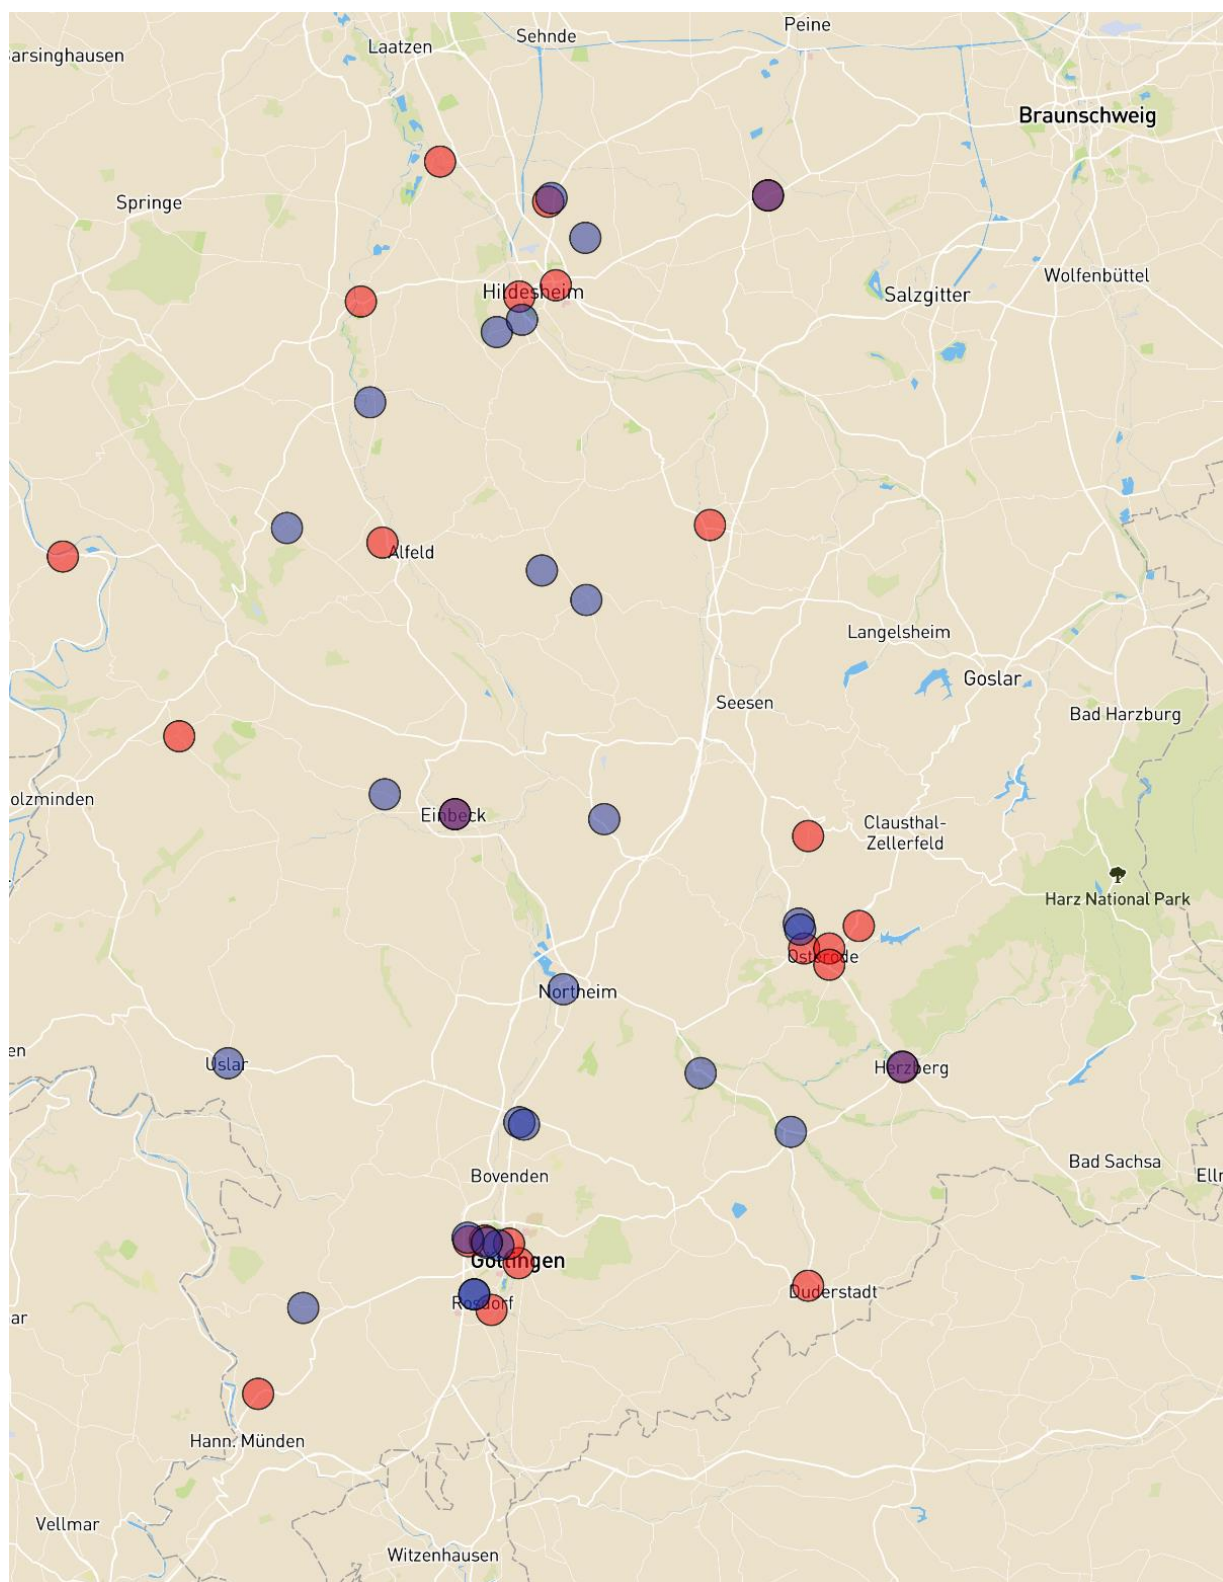 Peine
Sehnde
Laatzen
arsinghausen
Braunschweig
Springe
Wolfenbüttel
Hildesheim
Salzgitter
Alfeld
Langelsheim
Goslar
Seesen
Bad Harzburg
olzminden
Einbeck
Clausthal-
Zellerfeld
Harz National Park
Osterode
Northeim
en
Uslar
Herzberg
Bad Sachsa
Bovenden
Ellr
Göttingen
Duderstadt
Rosdorf
ar
Hann. Münden
Vellmar
Witzenhausen